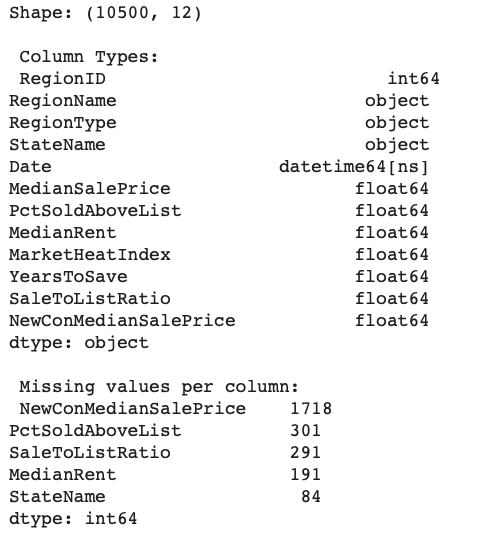 Shape: (10500, 12)
Column Types:
RegionID int64
RegionName object
RegionType object
StateName object
Date datetime64[ns]
MedianSalePrice float64
PctSoldAboveList float64
MedianRent float64
MarketHeatIndex float64
YearsToSave float64
SaleToListRatio float64
NewConMedianSalePrice float64
dtype: object
Missing values per column:
NewConMedianSalePrice 1718
PctSoldAboveList 301
SaleToListRatio 291
MedianRent 191
StateName 84
dtype: int64